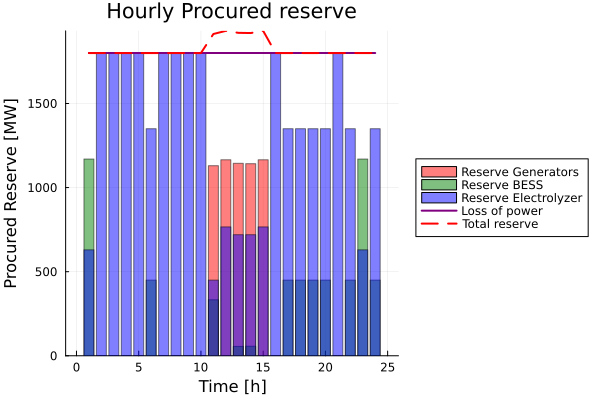 Hourly Procured reserve
Procured Reserve [MW]
1500
1000
500
0
0 5 10 15 20 25
Time [h]
Reserve Generators
Reserve BESS
Reserve Electrolyzer
Loss of power
Total reserve